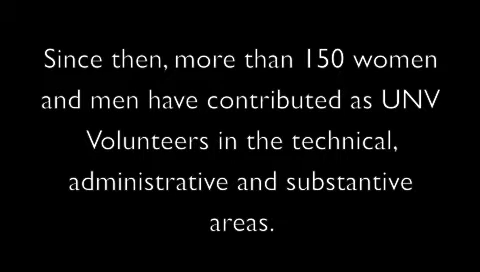 Since then, more than 150 women
and men have contributed as UNV
Volunteers in the technical,
administrative and substantive
areas.